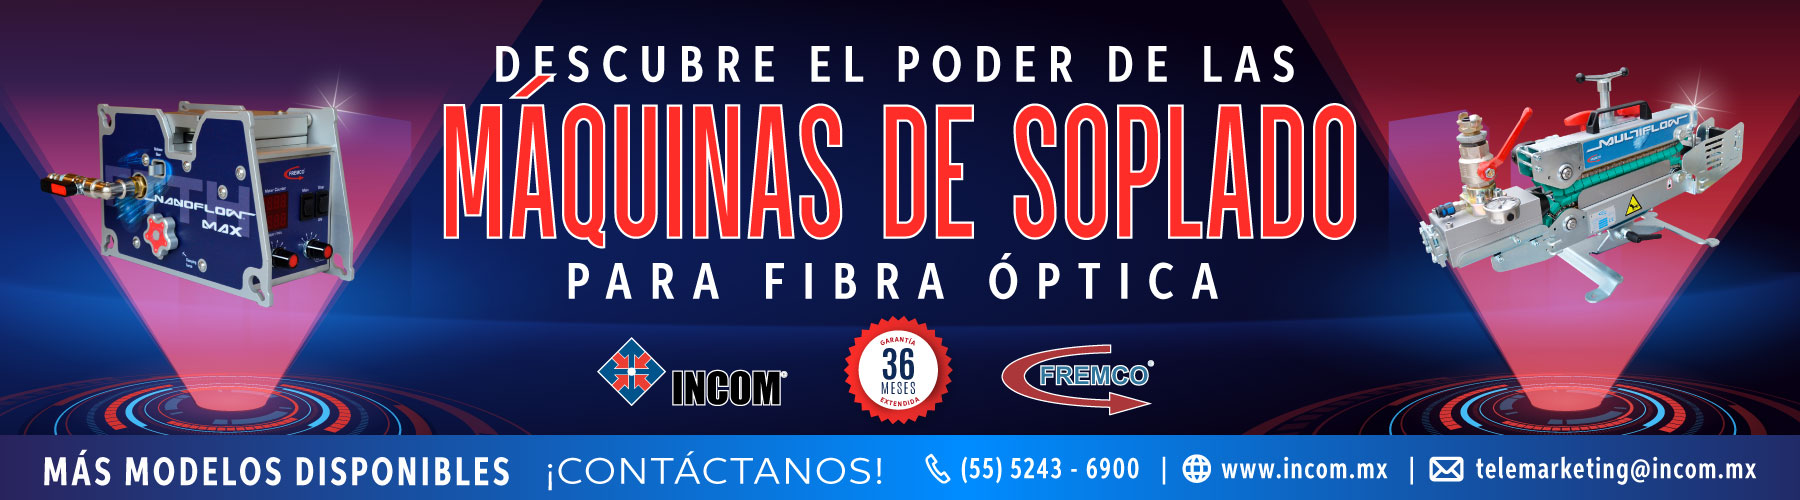 DESCUBRE EL PODER DE LAS
MÁQUINAS DE SOPLADO
PARA FIBRA ÓPTICA
FREMCO
NANOFLOW
MAX
MULTIFLOW
INCOM®
GARANTÍA
36
MESES
EXTENDIDA
FREMCO®
MÁS MODELOS DISPONIBLES ¡CONTÁCTANOS! (55) 5243 - 6900 | www.incom.mx | telemarketing@incom.mx